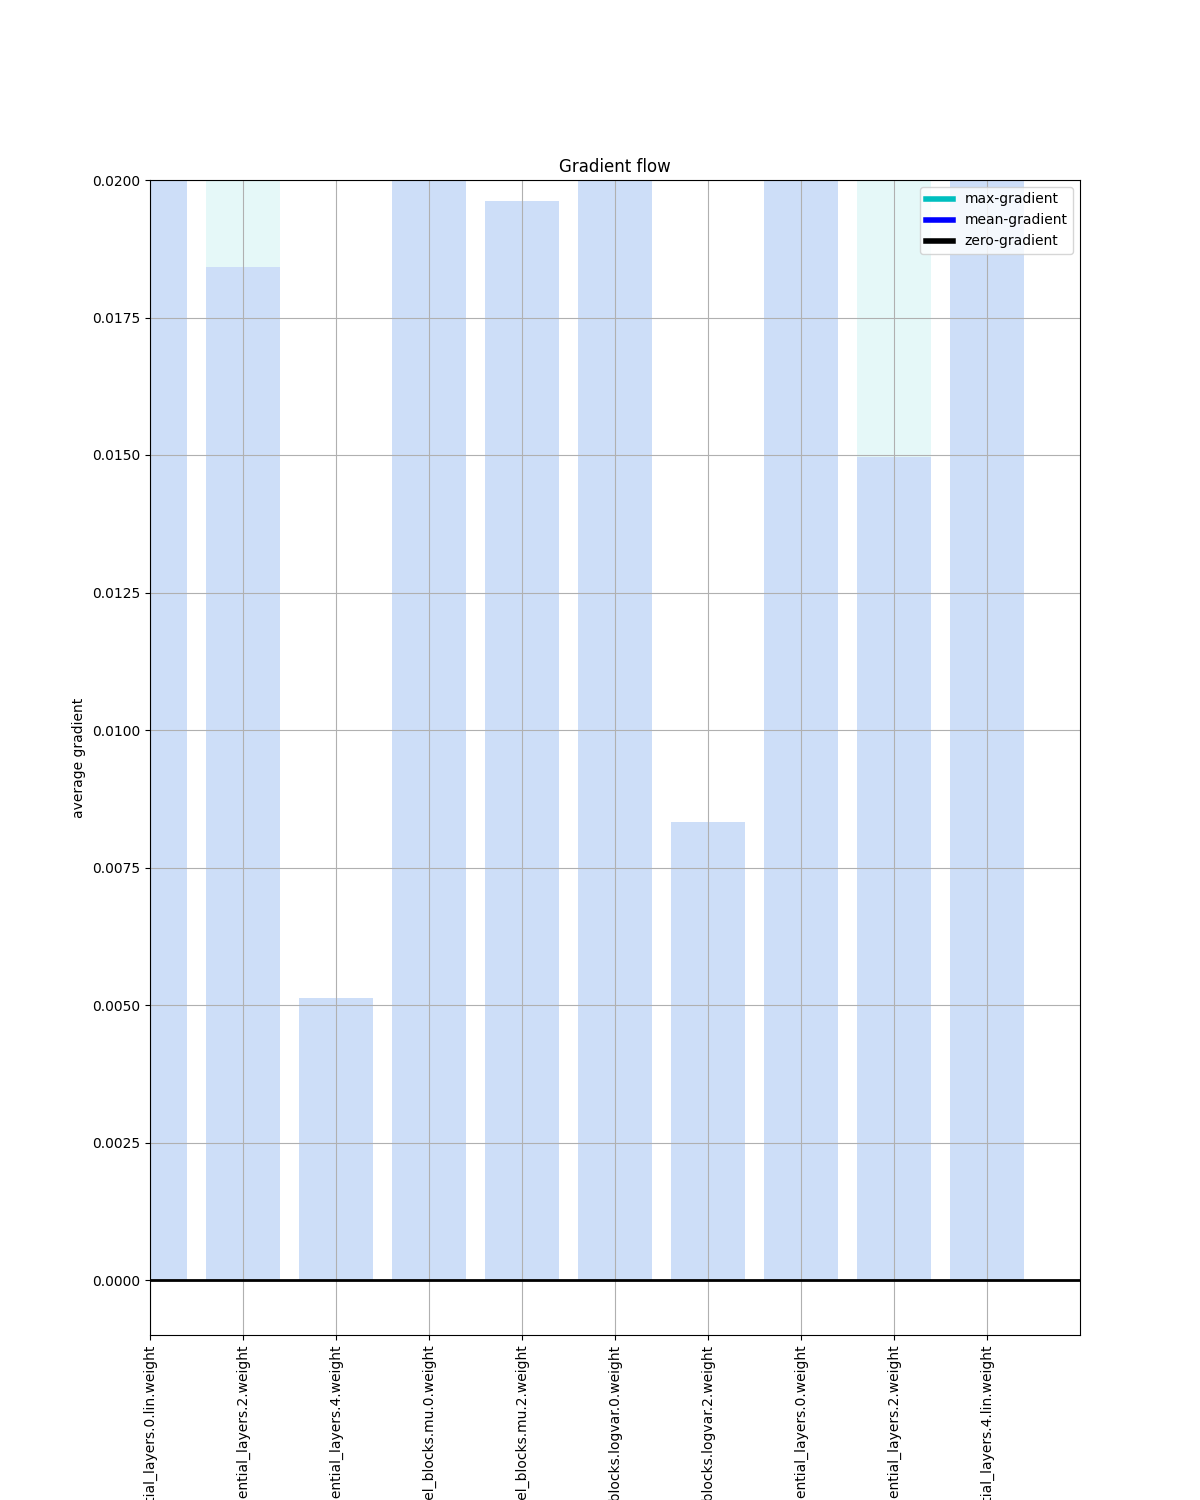 Gradient flow
max-gradient
mean-gradient
zero-gradient
average gradient
0.0200
0.0175
0.0150
0.0125
0.0100
0.0075
0.0050
0.0025
0.0000
tial_layers.0.lin.weight
ential_layers.2.weight
ential_layers.4.weight
el_blocks.mu.0.weight
el_blocks.mu.2.weight
blocks.logvar.0.weight
blocks.logvar.2.weight
ential_layers.0.weight
ential_layers.2.weight
tial_layers.4.lin.weight